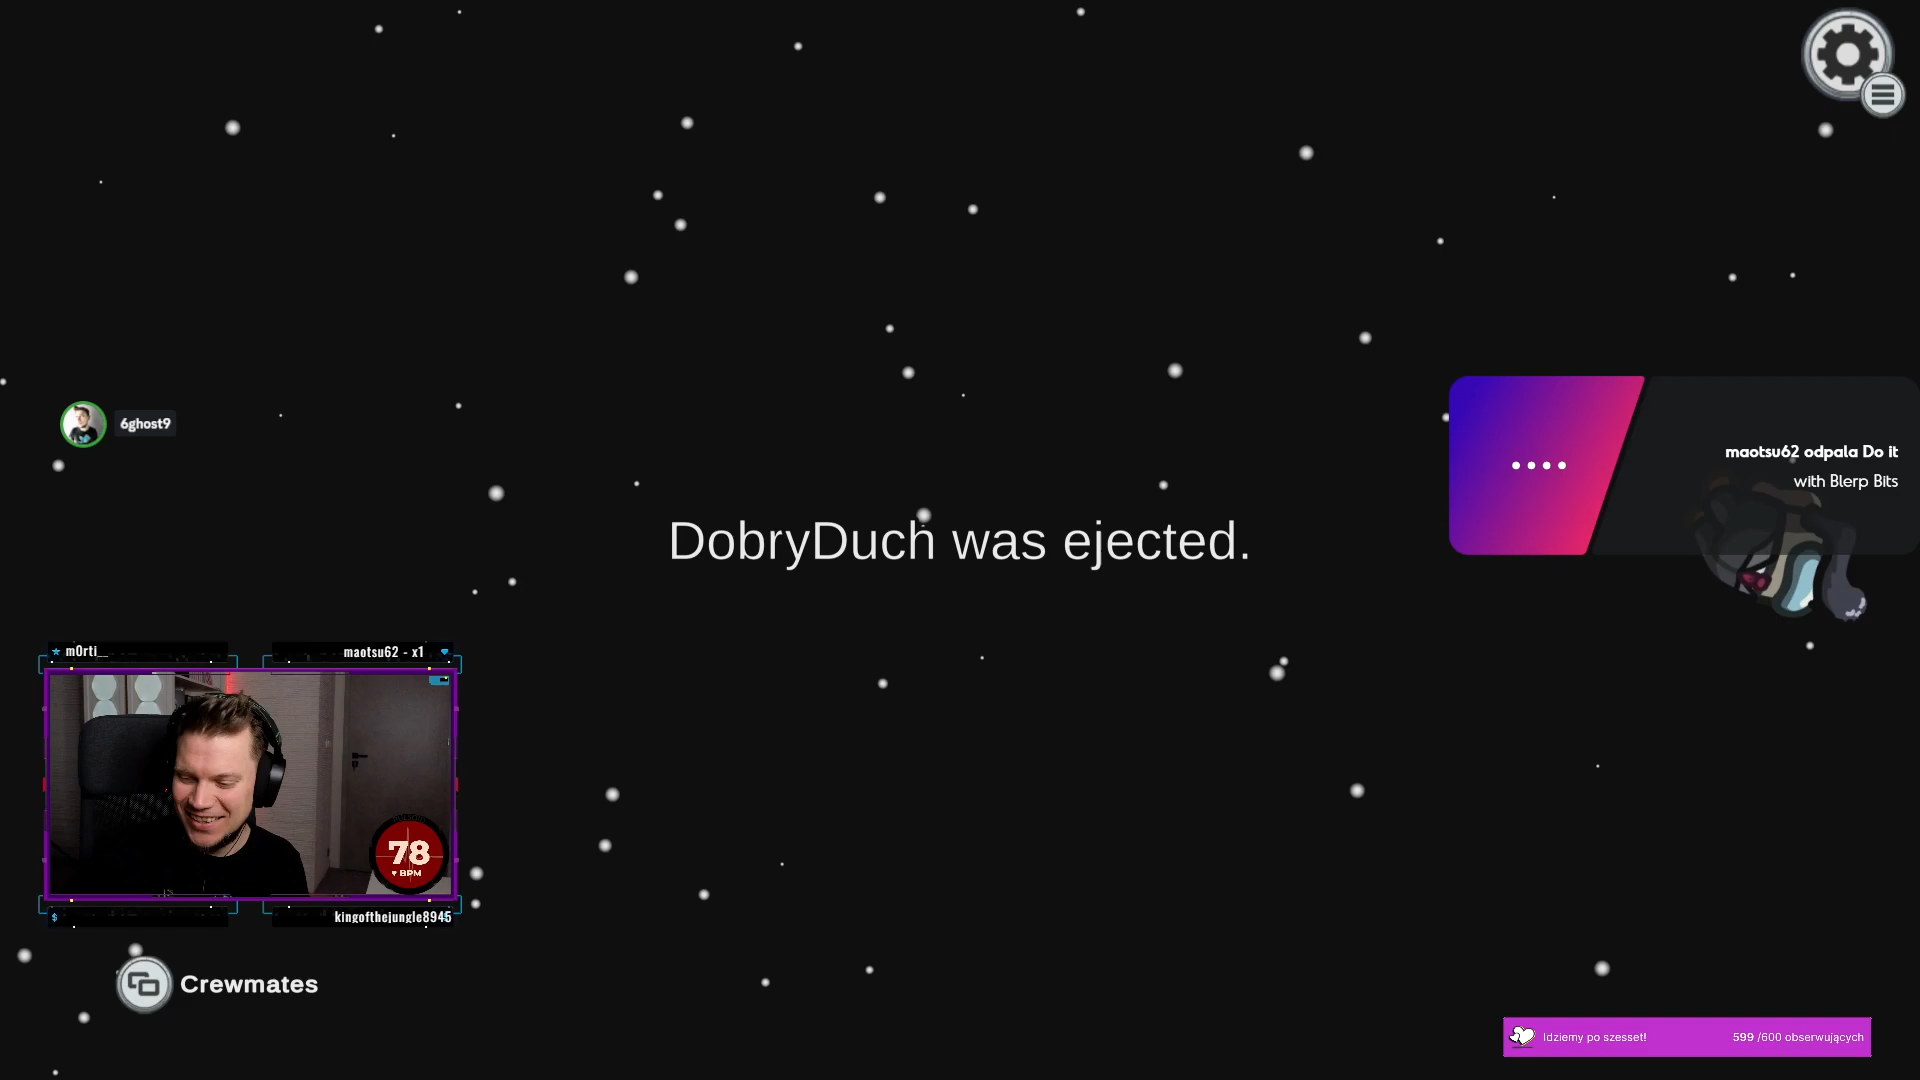 6ghost9
maotsu62 odpala Do it
with Blerp Bits
DobryDuch was ejected.
m0rti__
maotsu62 - x1
78
♥ BPM
$
kingofthejungle8945
Crewmates
Idziemy po szesset!
599 /600 obserwujących